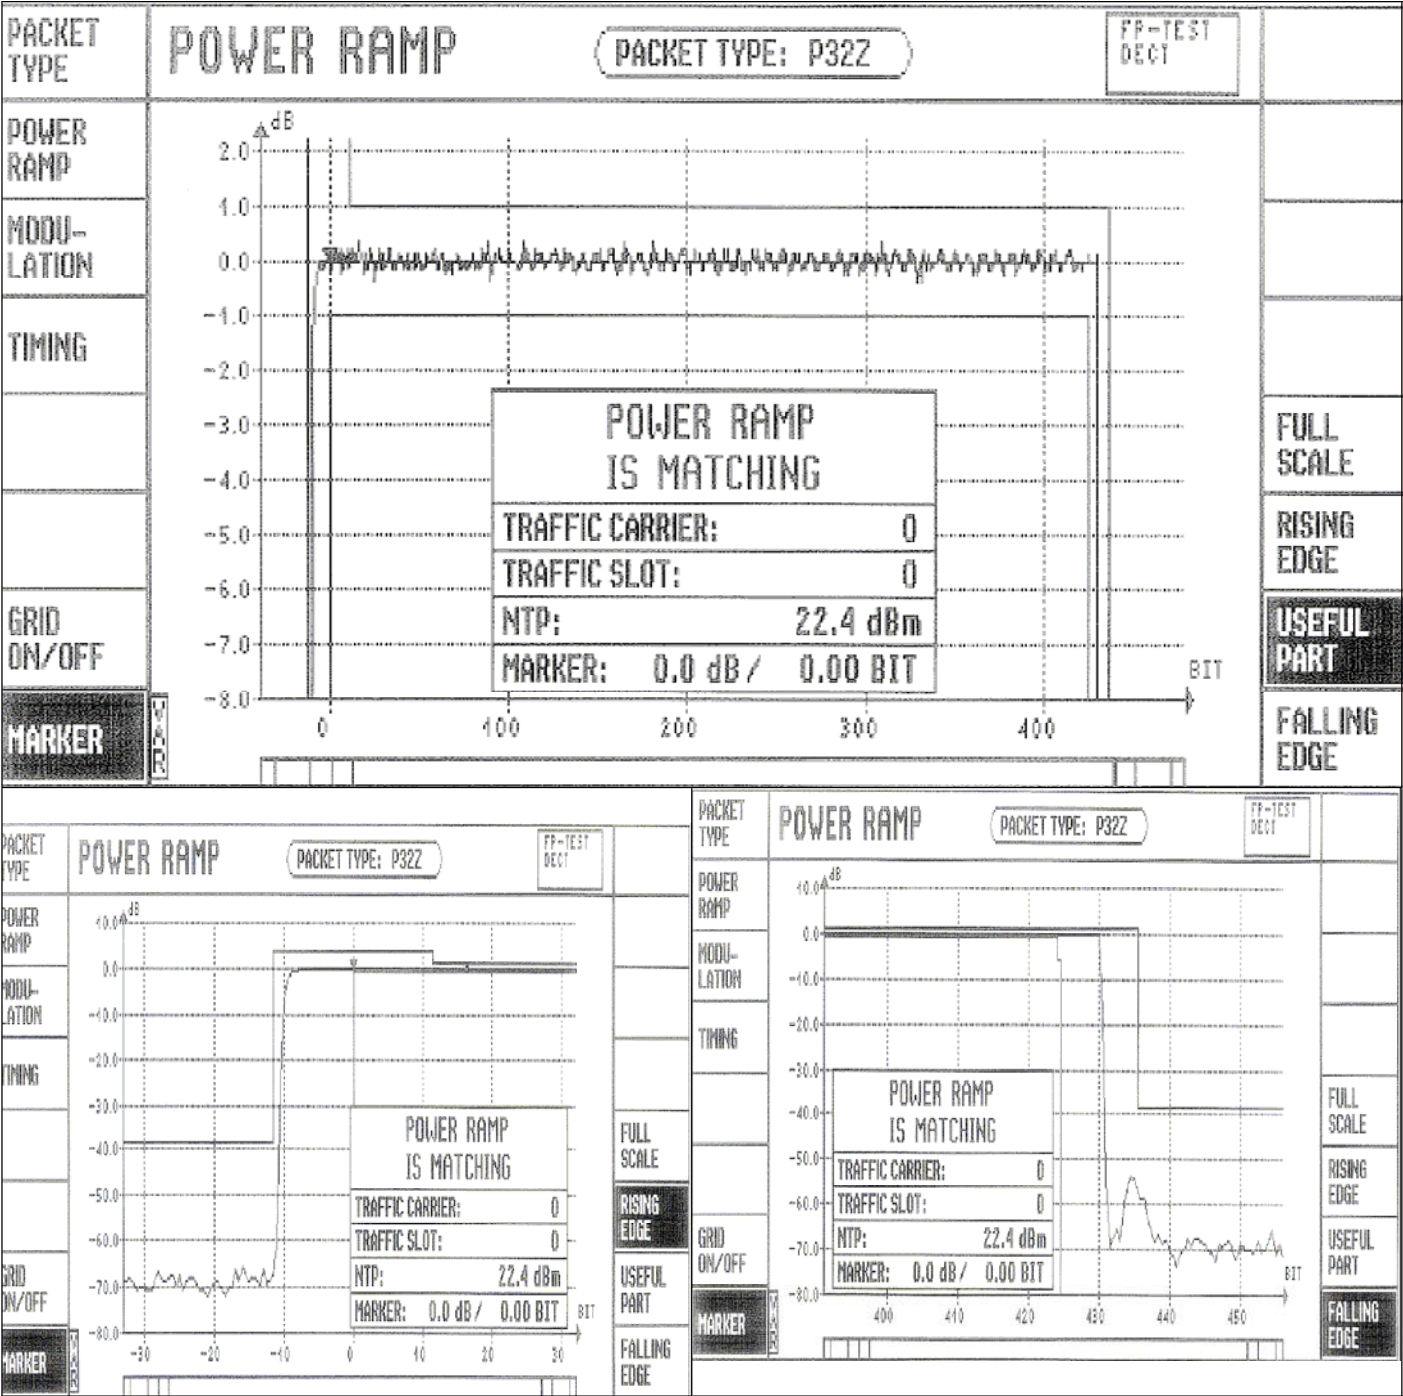 PACKET
TYPE
POWER RAMP
PACKET TYPE: P32Z
FP-TEST
DECT
POWER
RAMP
MODU-
LATION
TIMING
GRID
ON/OFF
MARKER
VAR
dB
2.0
1.0
0.0
-1.0
-2.0
-3.0
-4.0
-5.0
-6.0
-7.0
-8.0
0 100 200 300 400
BIT
POWER RAMP
IS MATCHING
TRAFFIC CARRIER: 0
TRAFFIC SLOT: 0
NTP: 22.4 dBm
MARKER: 0.0 dB / 0.00 BIT
FULL
SCALE
RISING
EDGE
USEFUL
PART
FALLING
EDGE
PACKET
TYPE
POWER RAMP
PACKET TYPE: P32Z
FP-TEST
DECT
POWER
RAMP
MODU-
LATION
TIMING
GRID
ON/OFF
MARKER
VAR
dB
10.0
0.0
-10.0
-20.0
-30.0
-40.0
-50.0
-60.0
-70.0
-80.0
-30 -20 -10 0 10 20 30
BIT
POWER RAMP
IS MATCHING
TRAFFIC CARRIER: 0
TRAFFIC SLOT: 0
NTP: 22.4 dBm
MARKER: 0.0 dB / 0.00 BIT
FULL
SCALE
RISING
EDGE
USEFUL
PART
FALLING
EDGE
PACKET
TYPE
POWER RAMP
PACKET TYPE: P32Z
FP-TEST
DECT
POWER
RAMP
MODU-
LATION
TIMING
GRID
ON/OFF
MARKER
VAR
dB
10.0
0.0
-10.0
-20.0
-30.0
-40.0
-50.0
-60.0
-70.0
-80.0
400 410 420 430 440 450
BIT
POWER RAMP
IS MATCHING
TRAFFIC CARRIER: 0
TRAFFIC SLOT: 0
NTP: 22.4 dBm
MARKER: 0.0 dB / 0.00 BIT
FULL
SCALE
RISING
EDGE
USEFUL
PART
FALLING
EDGE